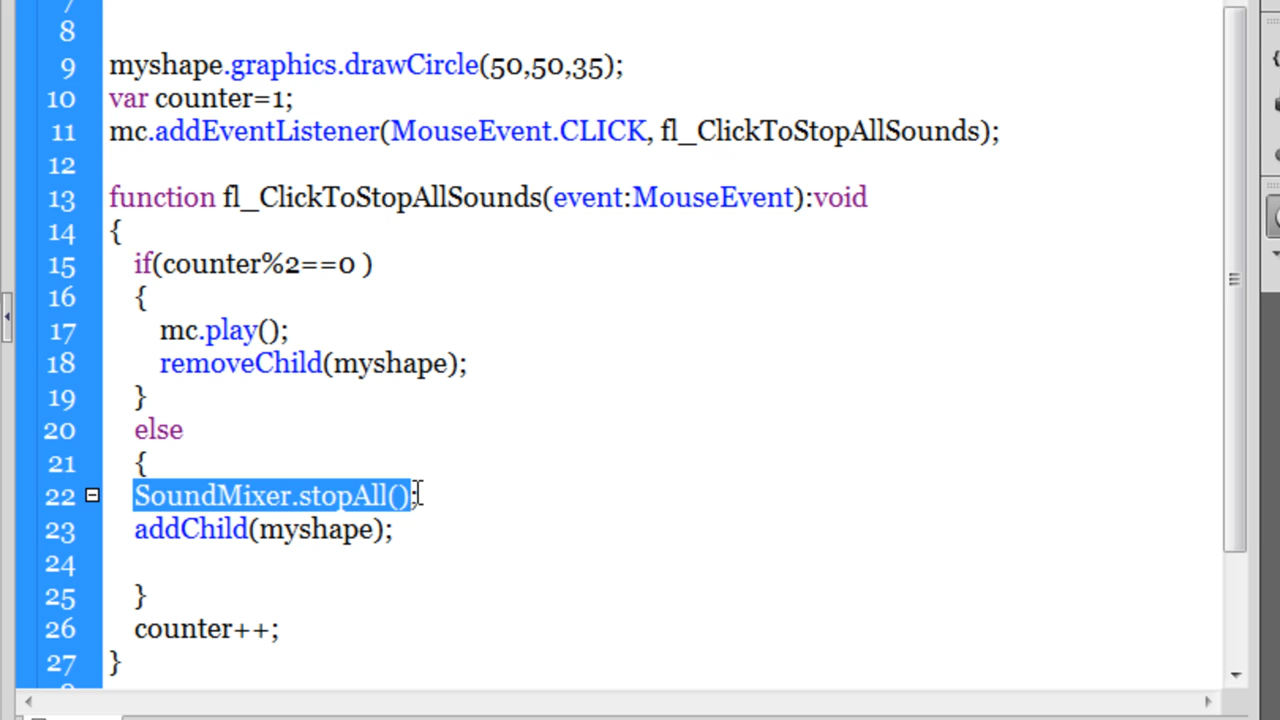 7
8
9 myshape.graphics.drawCircle(50,50,35);
10 var counter=1;
11 mc.addEventListener(MouseEvent.CLICK, fl_ClickToStopAllSounds);
12
13 function fl_ClickToStopAllSounds(event:MouseEvent):void
14 {
15 if(counter%2==0 )
16 {
17 mc.play();
18 removeChild(myshape);
19 }
20 else
21 {
22 SoundMixer.stopAll();
23 addChild(myshape);
24
25 }
26 counter++;
27 }